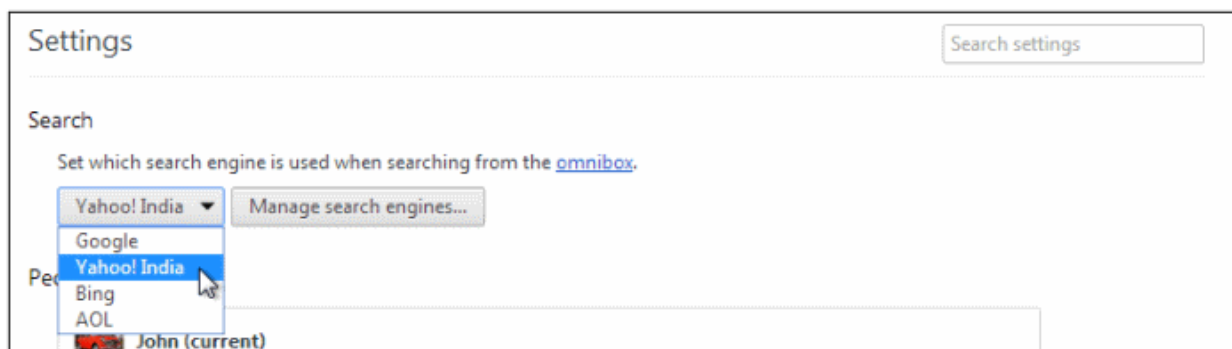 Settings
Search settings
Search
Set which search engine is used when searching from the omnibox.
Yahoo! India
Manage search engines...
Google
Yahoo! India
Bing
AOL
John (current)